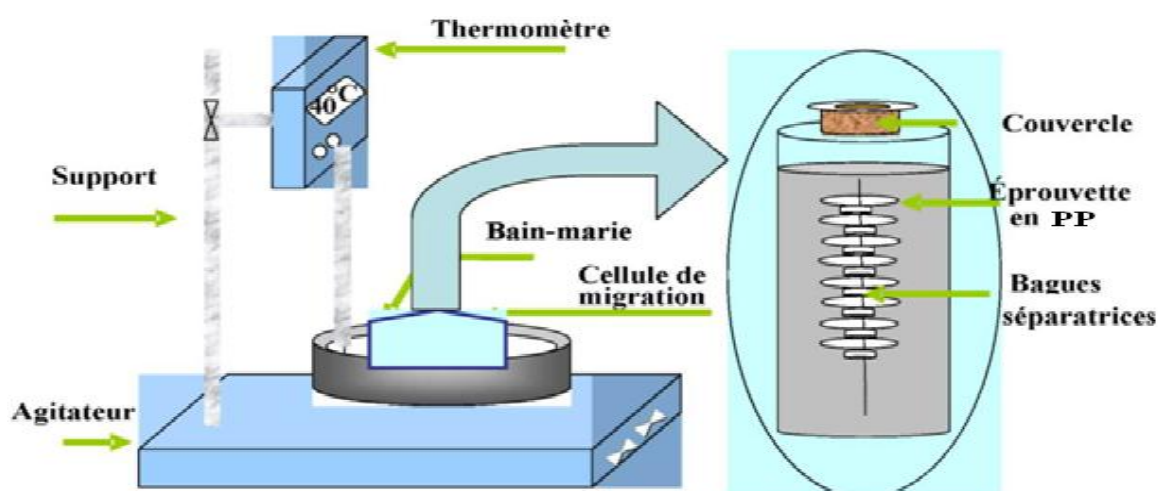 Thermomètre
40°C
Couvercle
Support
Éprouvette
en PP
Bain-marie
Cellule de
migration
Bagues
séparatrices
Agitateur